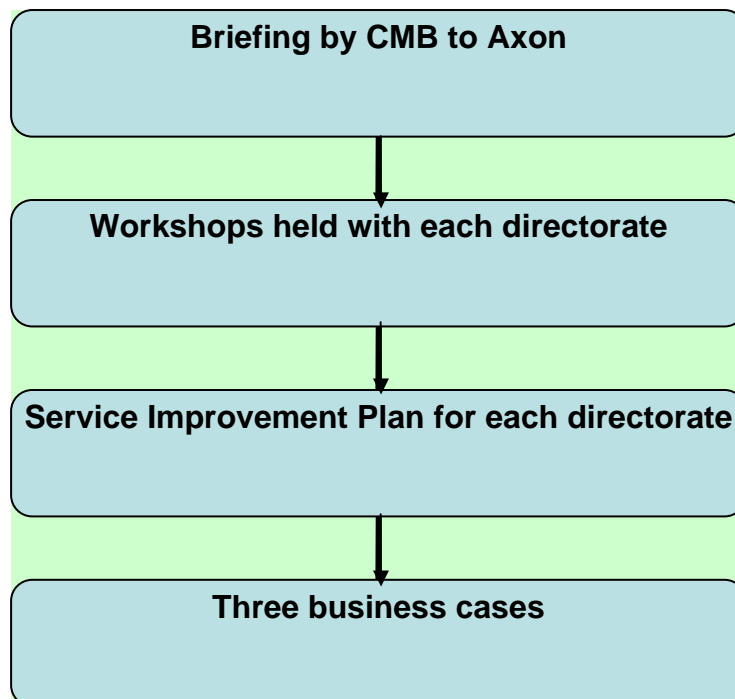 Briefing by CMB to Axon
Workshops held with each directorate
Service Improvement Plan for each directorate
Three business cases